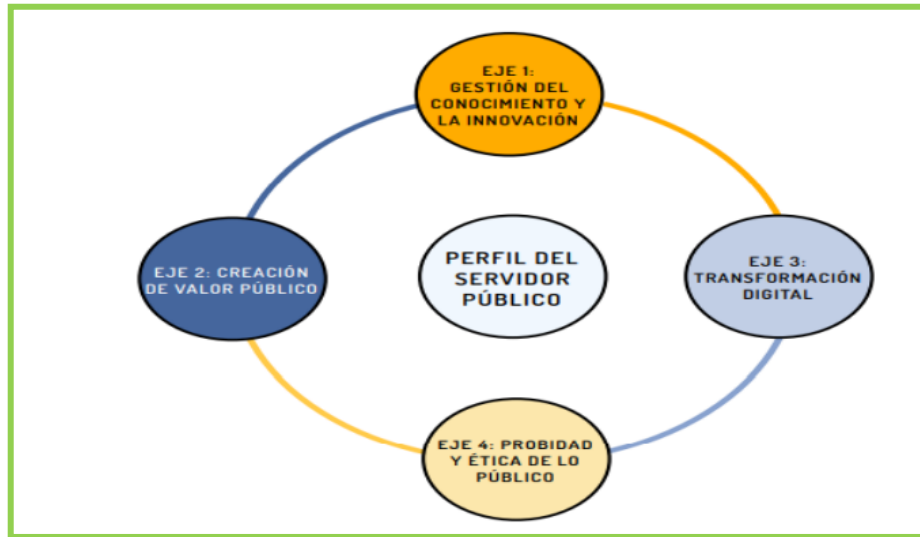 EJE 1:
GESTIÓN DEL
CONOCIMIENTO Y
LA INNOVACIÓN
EJE 2: CREACIÓN
DE VALOR PÚBLICO
PERFIL DEL
SERVIDOR
PÚBLICO
EJE 3:
TRANSFORMACIÓN
DIGITAL
EJE 4: PROBIDAD
Y ÉTICA DE LO
PÚBLICO